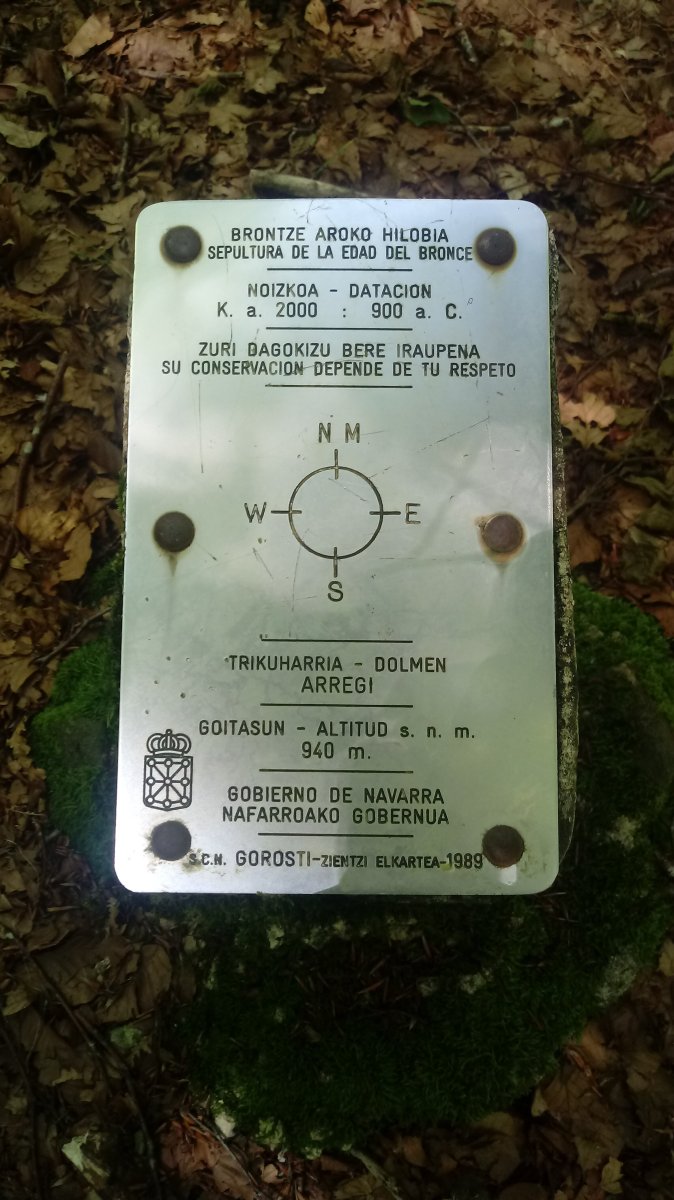 BRONTZE AROKO HILOBIA
SEPULTURA DE LA EDAD DEL BRONCE
NOIZKOA - DATACION
K. a. 2000 : 900 a. C.
ZURI DAGOKIZU BERE IRAUPENA
SU CONSERVACION DEPENDE DE TU RESPETO
N M
W E
S
TRIKUHARRIA - DOLMEN
ARREGI
GOITASUN - ALTITUD s. n. m.
940 m.
GOBIERNO DE NAVARRA
NAFARROAKO GOBERNUA
S.C.N. GOROSTI-ZIENTZI ELKARTEA-1989